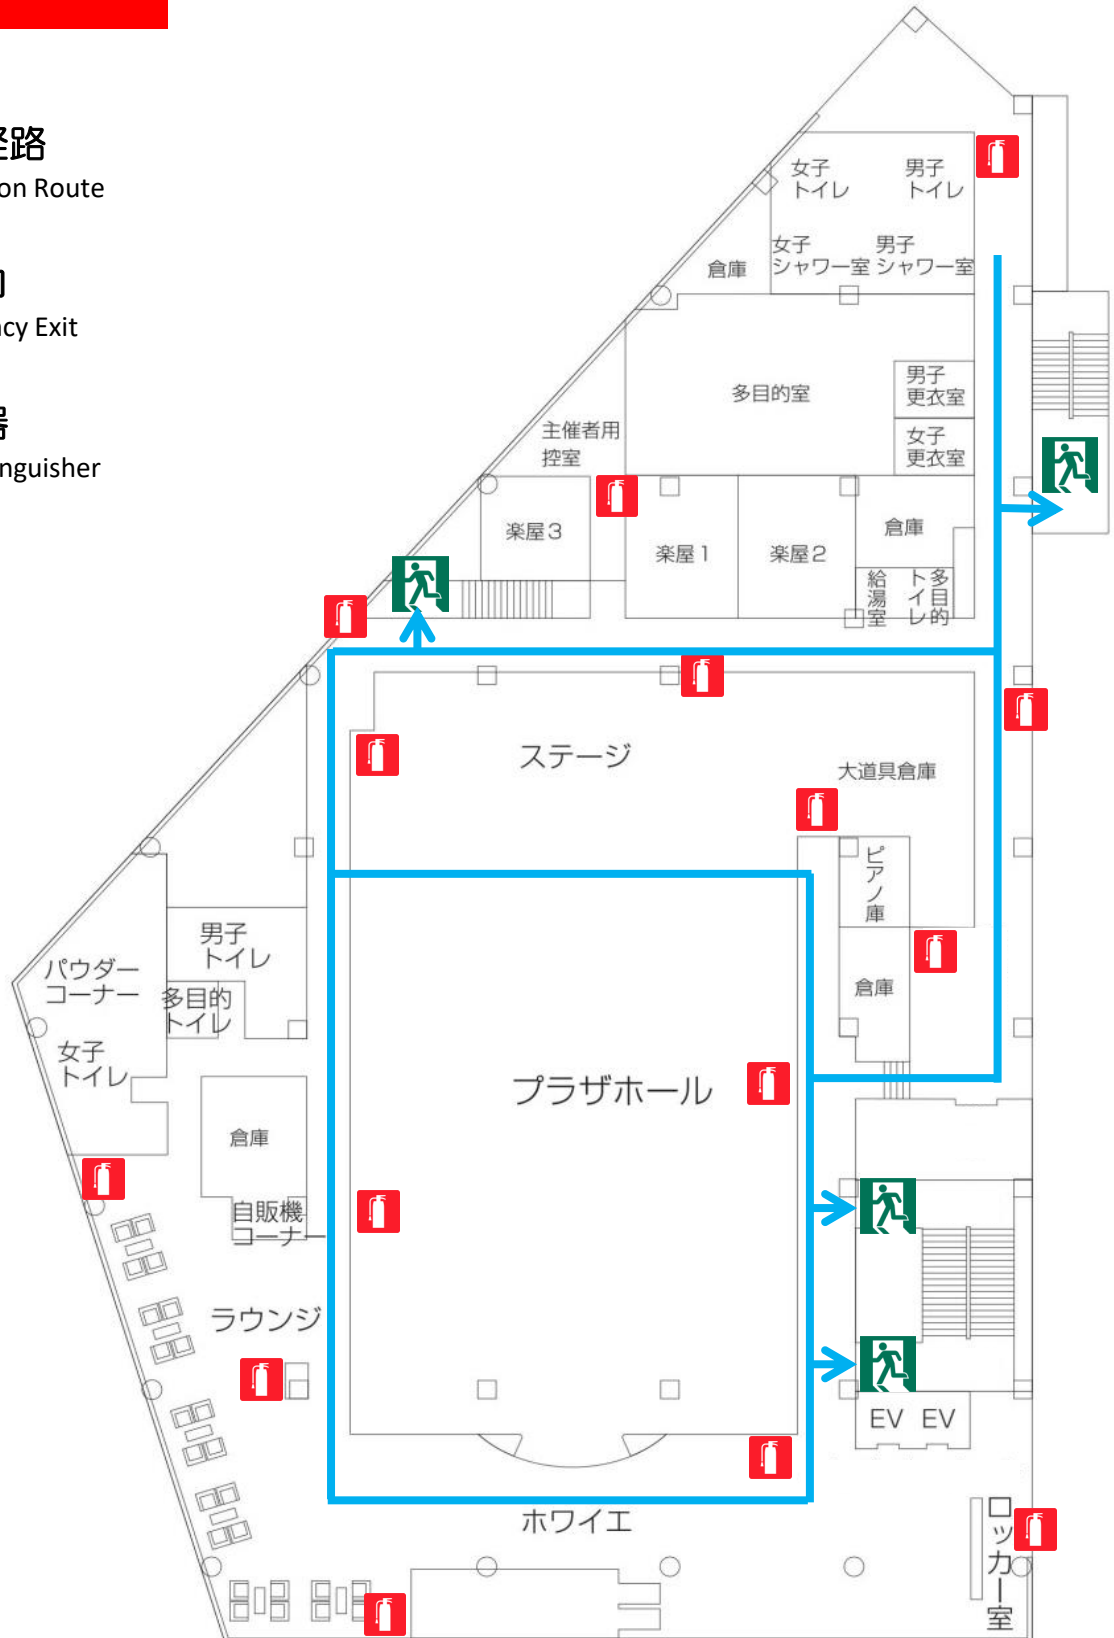 経路
on Route
口
ncy Exit
器
nguisher
女子
トイレ
男子
トイレ
女子
シャワー室
男子
シャワー室
倉庫
多目的室
男子
更衣室
女子
更衣室
主催者用
控室
楽屋3
楽屋1
楽屋2
倉庫
給湯室
多目的
トイレ
ステージ
大道具倉庫
ピアノ庫
倉庫
男子
トイレ
パウダー
コーナー
多目的
トイレ
女子
トイレ
プラザホール
倉庫
自販機
コーナー
ラウンジ
EV EV
ホワイエ
ロッカー室